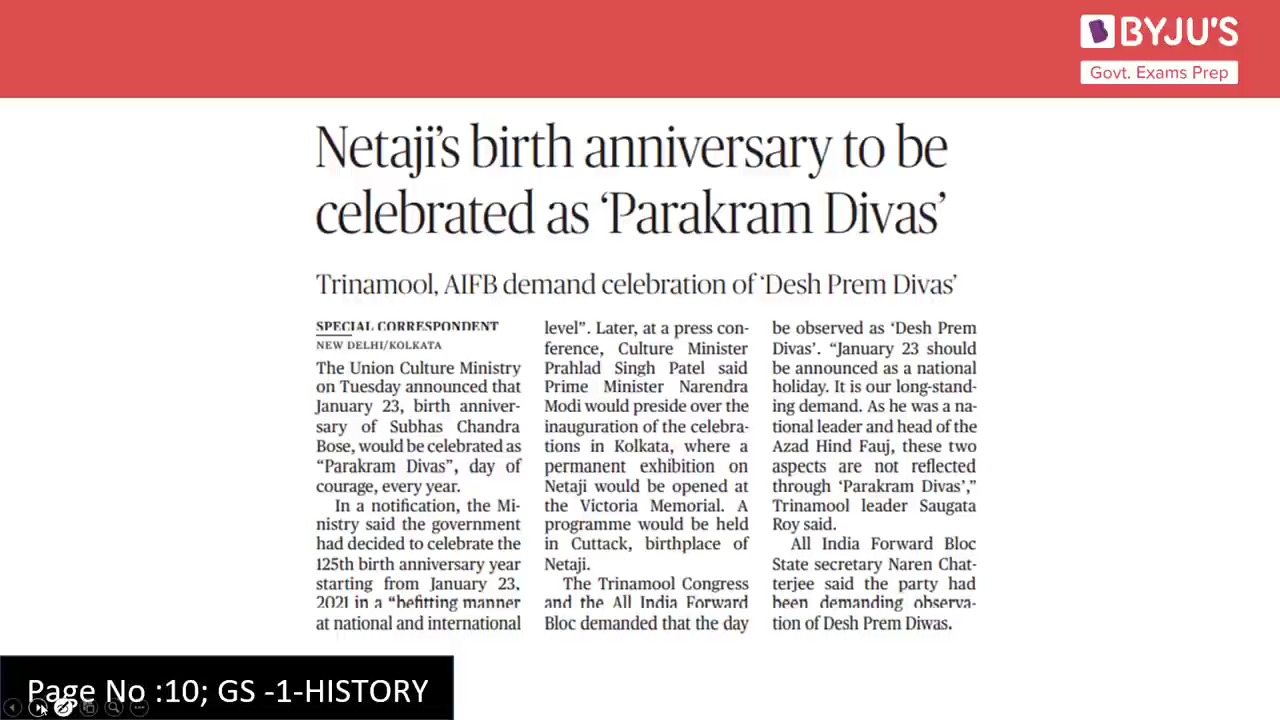 BYJU'S
Govt. Exams Prep
Netaji's birth anniversary to be
celebrated as ‘Parakram Divas’
Trinamool, AIFB demand celebration of ‘Desh Prem Divas’
SPECIAL CORRESPONDENT
NEW DELHI/KOLKATA
The Union Culture Ministry
on Tuesday announced that
January 23, birth anniver-
sary of Subhas Chandra
Bose, would be celebrated as
“Parakram Divas”, day of
courage, every year.
In a notification, the Mi-
nistry said the government
had decided to celebrate the
125th birth anniversary year
starting from January 23,
2021 in a “befitting manner
at national and international
level”. Later, at a press con-
ference, Culture Minister
Prahlad Singh Patel said
Prime Minister Narendra
Modi would preside over the
inauguration of the celebra-
tions in Kolkata, where a
permanent exhibition on
Netaji would be opened at
the Victoria Memorial. A
programme would be held
in Cuttack, birthplace of
Netaji.
The Trinamool Congress
and the All India Forward
Bloc demanded that the day
be observed as ‘Desh Prem
Divas’. “January 23 should
be announced as a national
holiday. It is our long-stand-
ing demand. As he was a na-
tional leader and head of the
Azad Hind Fauj, these two
aspects are not reflected
through ‘Parakram Divas’,”
Trinamool leader Saugata
Roy said.
All India Forward Bloc
State secretary Naren Chat-
terjee said the party had
been demanding observa-
tion of Desh Prem Diwas.
Page No :10; GS -1-HISTORY